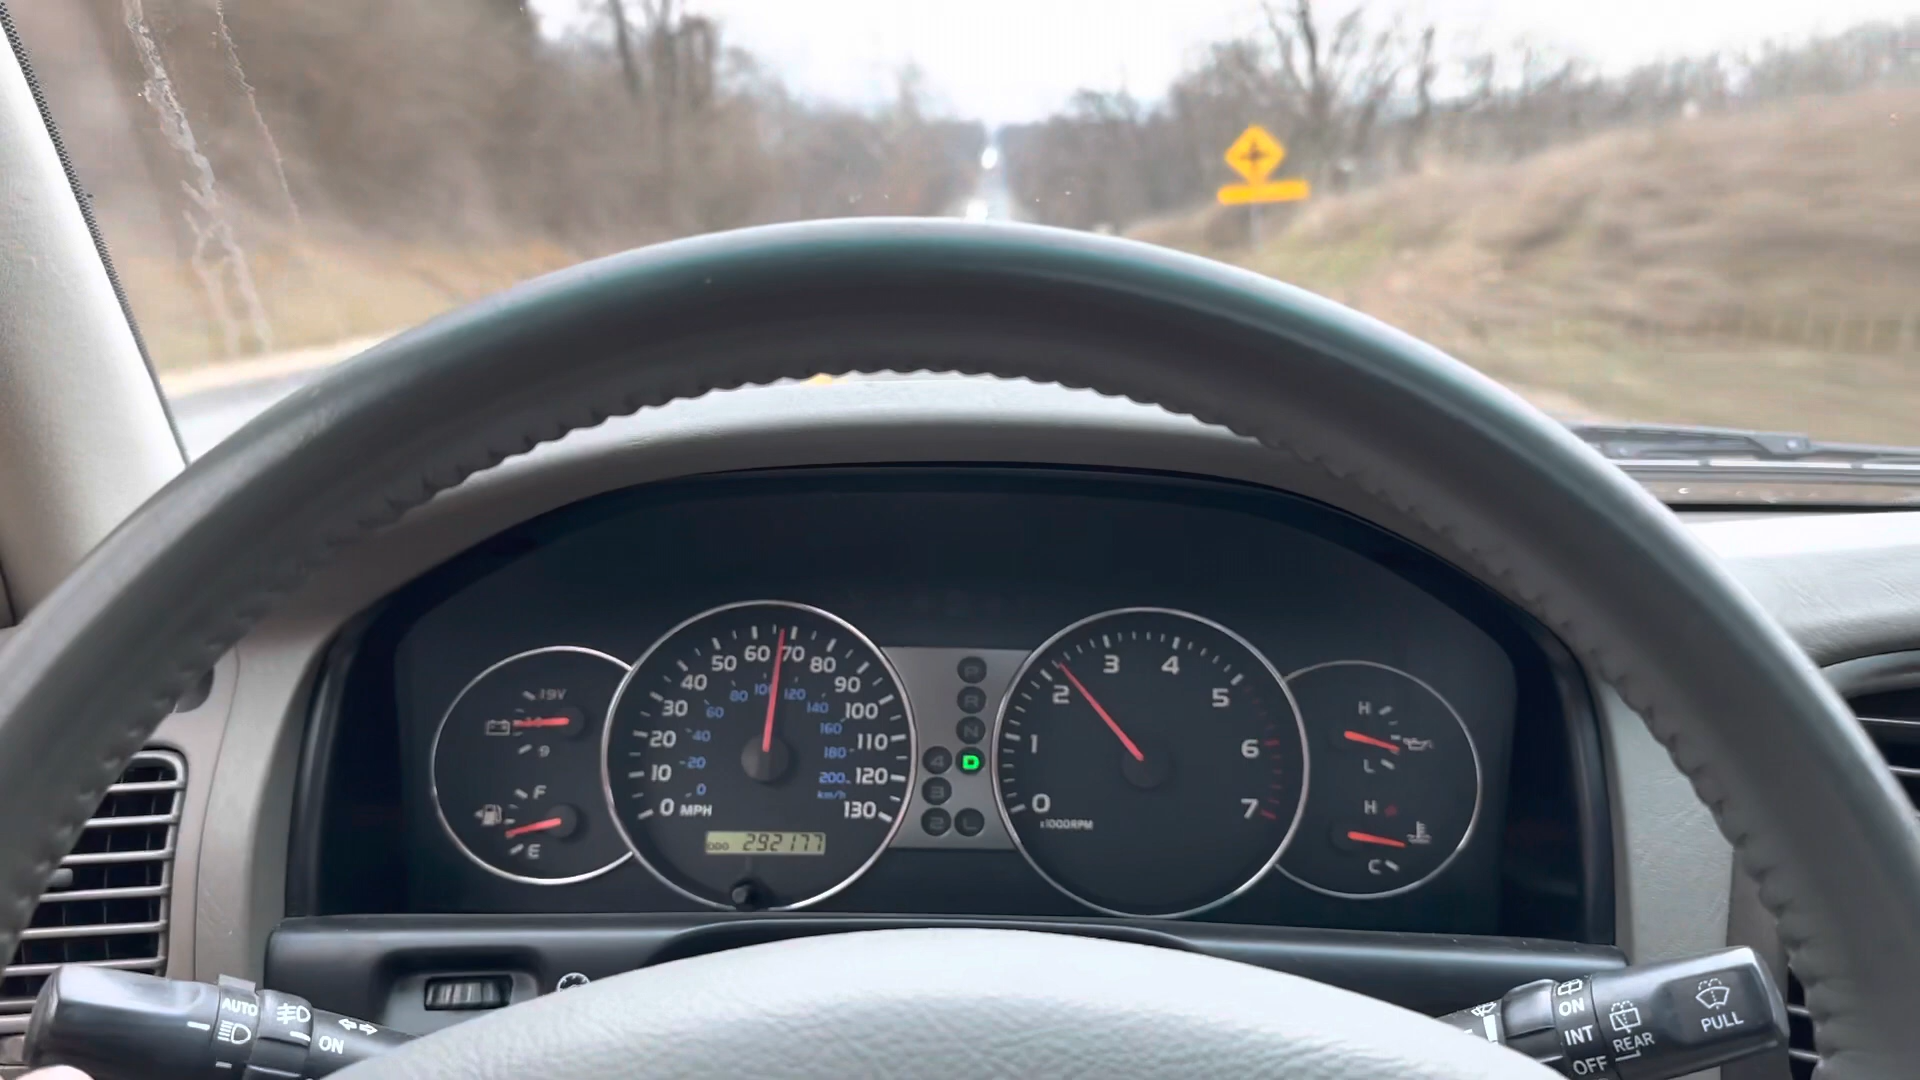 19V
9
F
E
0 10 20 30 40 50 60 70 80 90 100 110 120 130
MPH
0 20 40 60 80 100 120 140 160 180 200
km/h
ODO 292177
P
R
N
4 D
3
2 L
0 1 2 3 4 5 6 7
x1000RPM
H
L
H
C
AUTO
ON
ON
INT
OFF
REAR
PULL